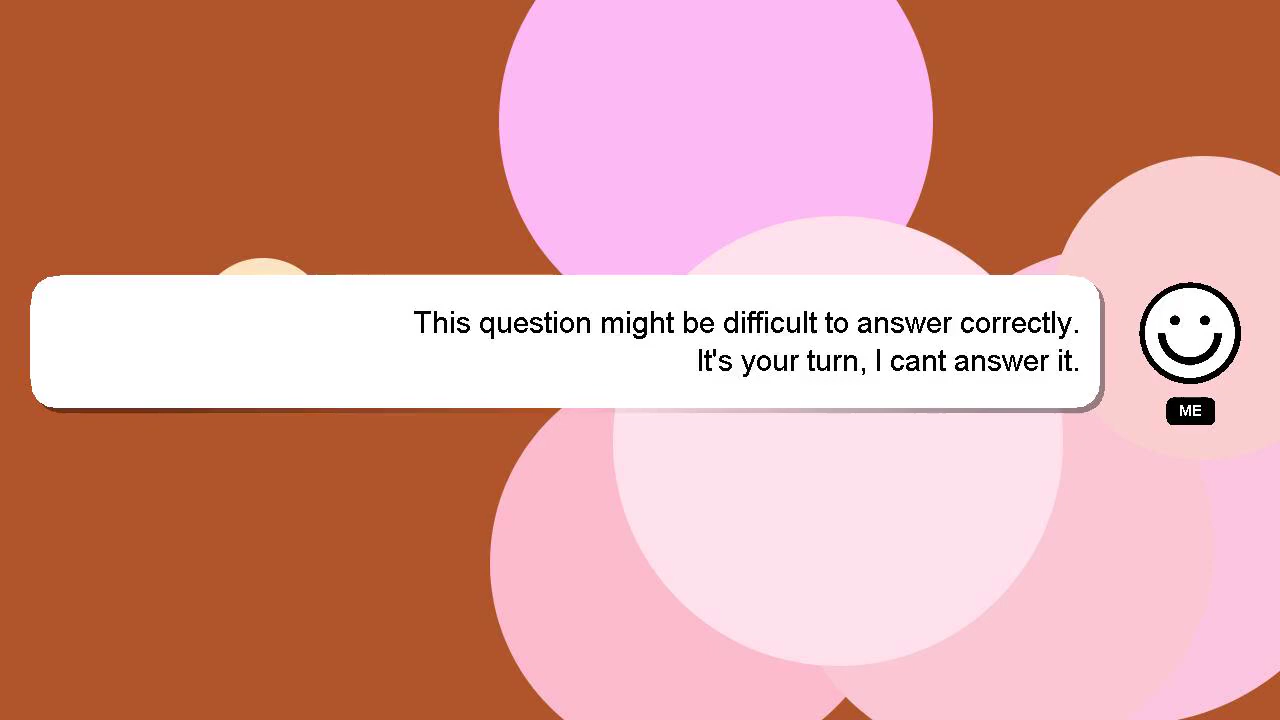 This question might be difficult to answer correctly.
It's your turn, I cant answer it.
ME